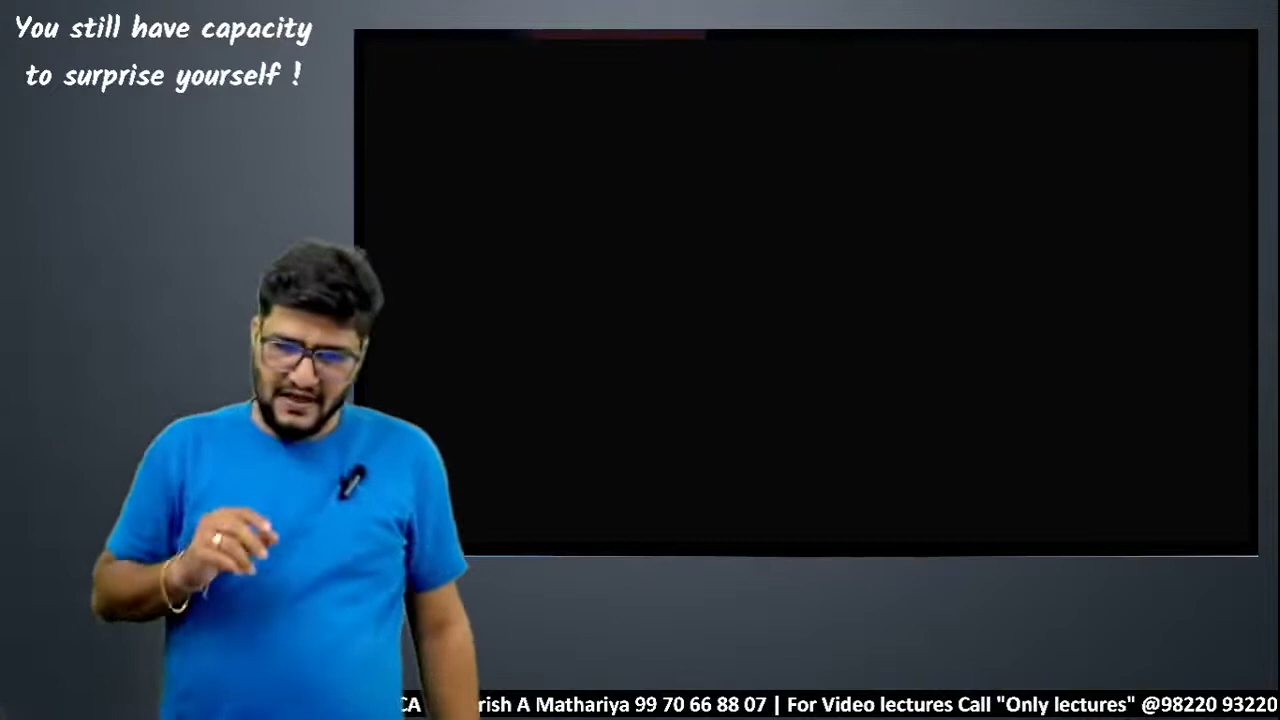 You still have capacity
to surprise yourself !
CA rish A Mathariya 99 70 66 88 07 | For Video lectures Call "Only lectures" @98220 93220